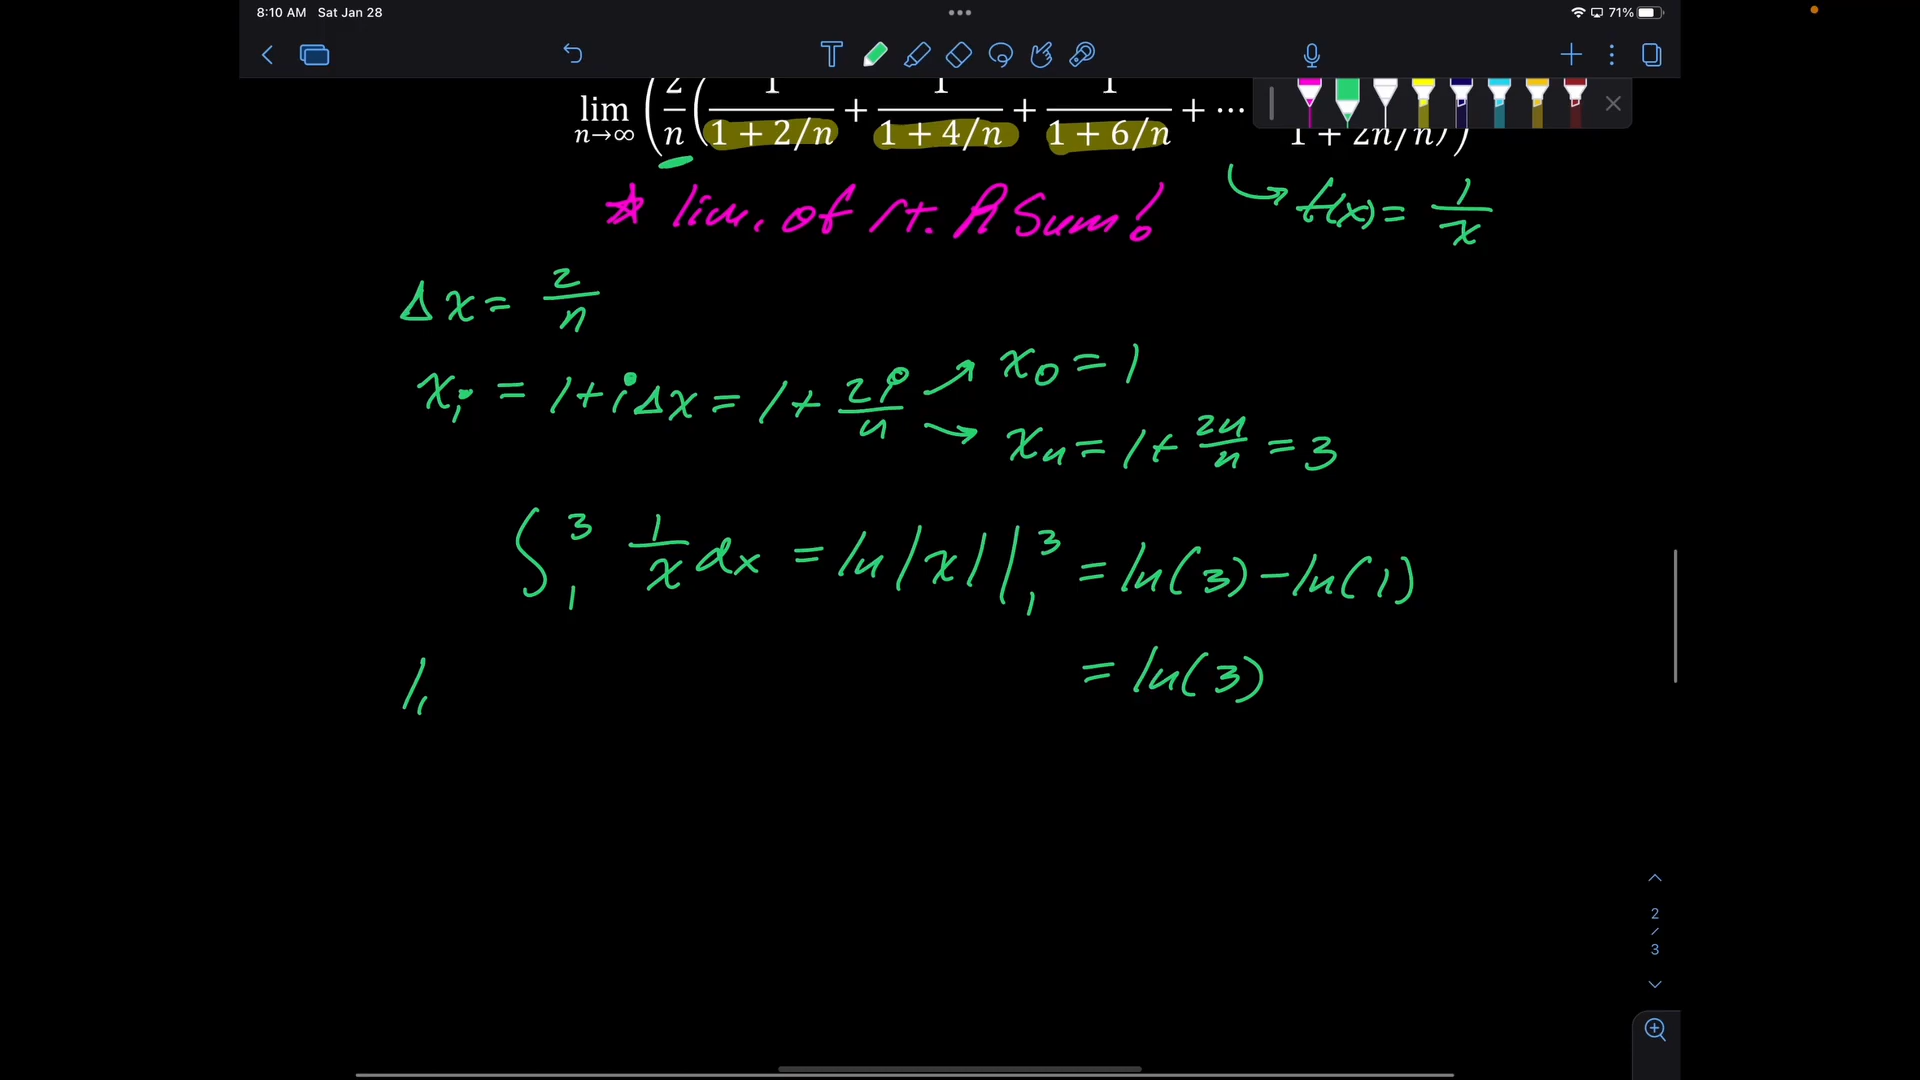 8:10 AM Sat Jan 28
71%
lim n→∞ (2/n (1/(1 + 2/n) + 1/(1 + 4/n) + 1/(1 + 6/n) + ⋯ 1 + 2n/n))
* lim. of rt. R Sum!
f(x) = 1/x
Δx = 2/n
x_i = 1 + iΔx = 1 + 2i/n
x_0 = 1
x_n = 1 + 2n/n = 3
∫_1^3 1/x dx = ln|x| |_1^3 = ln(3) - ln(1)
= ln(3)
2
/
3